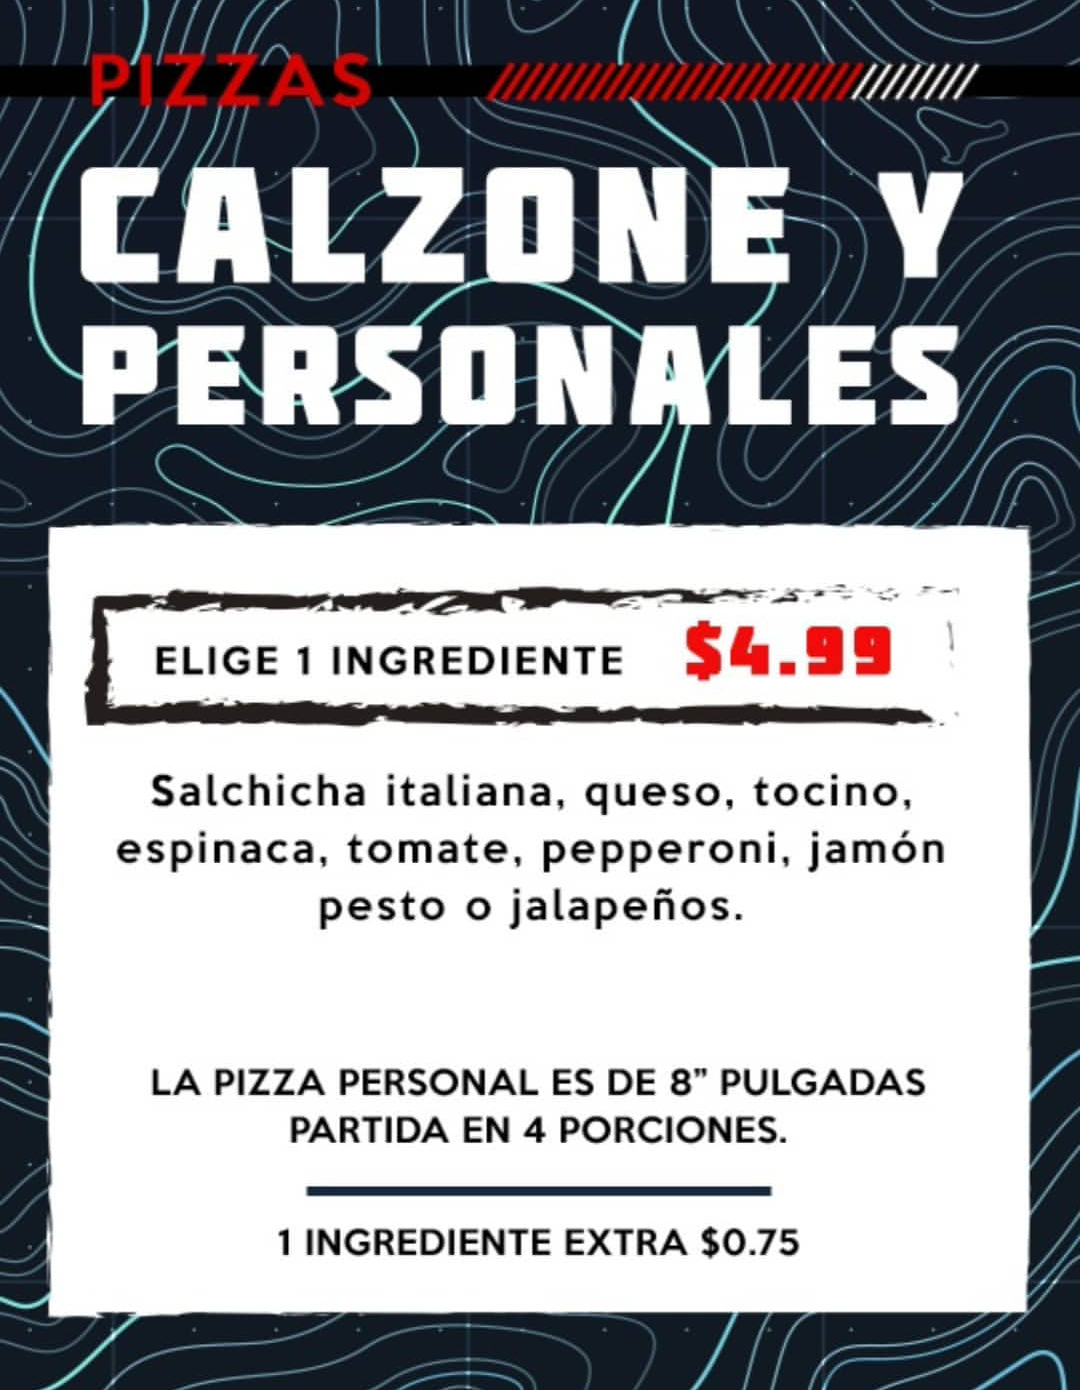 PIZZAS
CALZONE Y
PERSONALES
ELIGE 1 INGREDIENTE $4.99
Salchicha italiana, queso, tocino,
espinaca, tomate, pepperoni, jamón
pesto o jalapeños.
LA PIZZA PERSONAL ES DE 8” PULGADAS
PARTIDA EN 4 PORCIONES.
1 INGREDIENTE EXTRA $0.75